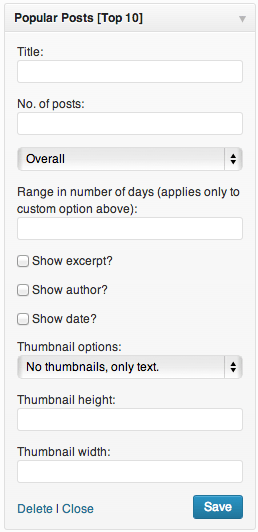 Popular Posts [Top 10]
Title:
No. of posts:
Overall
Range in number of days (applies only to
custom option above):
Show excerpt?
Show author?
Show date?
Thumbnail options:
No thumbnails, only text.
Thumbnail height:
Thumbnail width:
Delete | Close
Save